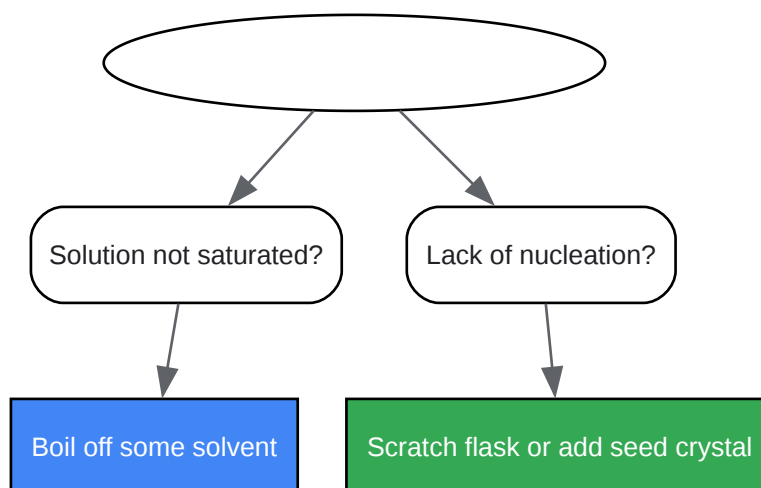 Solution not saturated?
Lack of nucleation?
Boil off some solvent
Scratch flask or add seed crystal